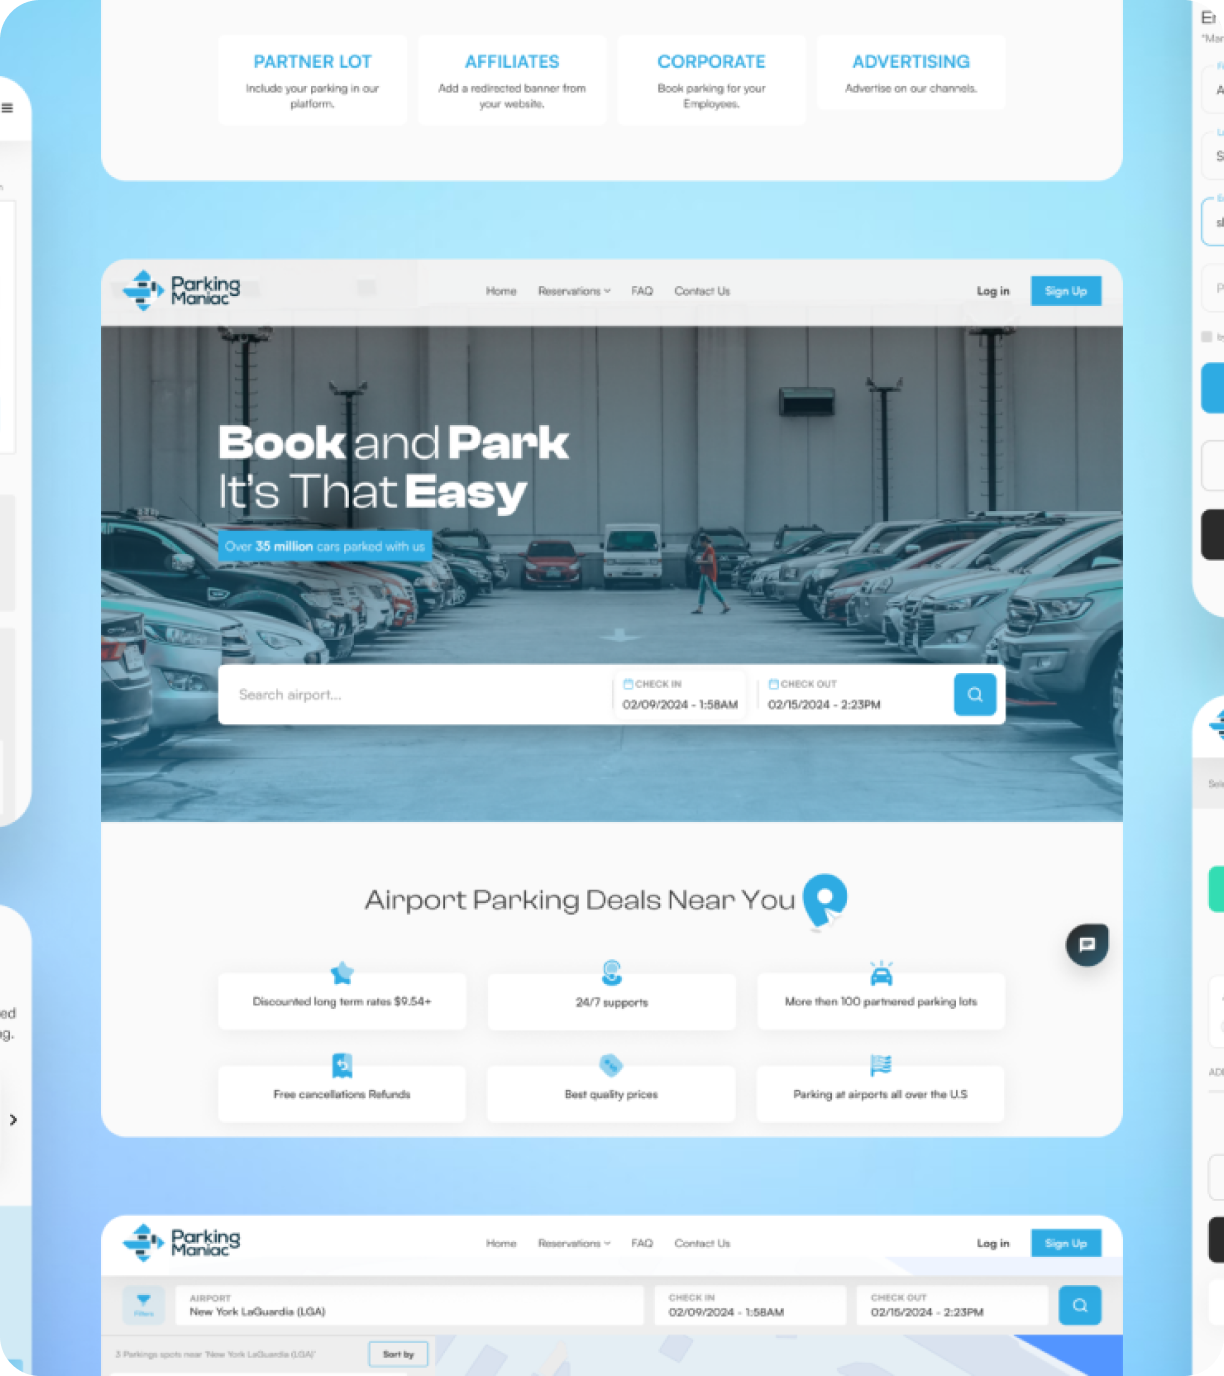 PARTNER LOT
Include your parking in our
platform.
AFFILIATES
Add a redirected banner from
your website.
CORPORATE
Book parking for your
Employees.
ADVERTISING
Advertise on our channels.
Parking
Maniac
Home
Reservations
FAQ
Contact Us
Log in
Sign Up
Book and Park
It's That Easy
Over 35 million cars parked with us
Search airport...
CHECK IN
02/09/2024 - 1:58AM
CHECK OUT
02/15/2024 - 2:23PM
Airport Parking Deals Near You
Discounted long term rates $9.54+
24/7 supports
More then 100 partnered parking lots
Free cancellations Refunds
Best quality prices
Parking at airports all over the U.S
Parking
Maniac
Home
Reservations
FAQ
Contact Us
Log in
Sign Up
Filters
AIRPORT
New York LaGuardia (LGA)
CHECK IN
02/09/2024 - 1:58AM
CHECK OUT
02/15/2024 - 2:23PM
3 Parkings spots near 'New York LaGuardia (LGA)'
Sort by